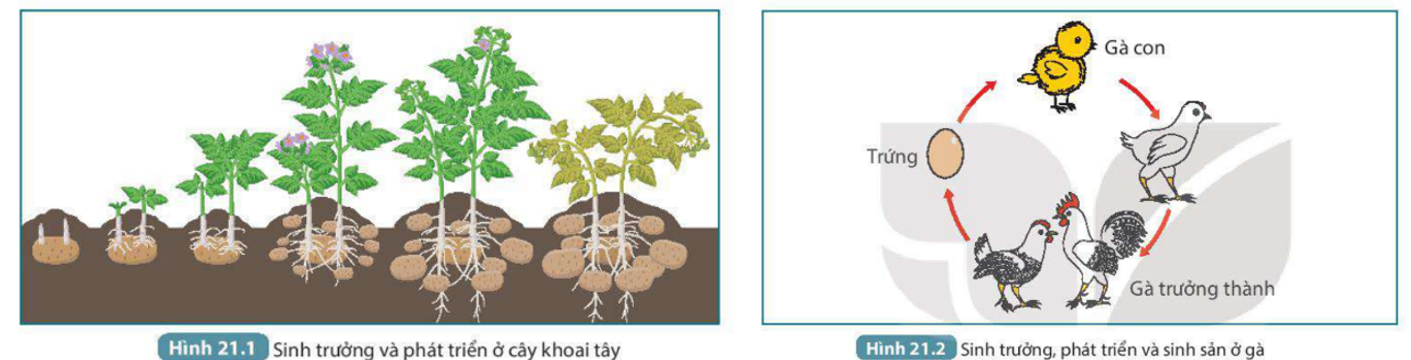 Gà con
Trứng
Gà trưởng thành
Hình 21.1 Sinh trưởng và phát triển ở cây khoai tây
Hình 21.2 Sinh trưởng, phát triển và sinh sản ở gà